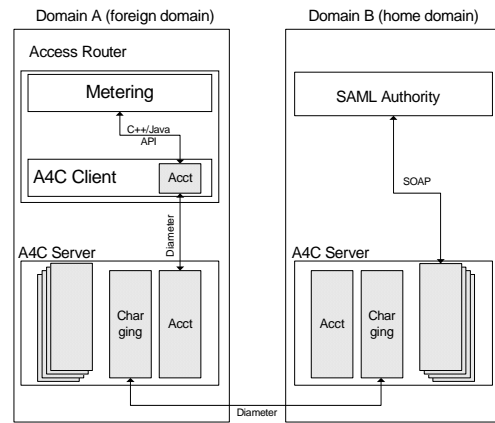 Domain A (foreign domain)
Domain B (home domain)
Access Router
Metering
SAML Authority
C++/Java
API
A4C Client
Acct
SOAP
Diameter
A4C Server
A4C Server
Char
ging
Acct
Acct
Char
ging
Diameter